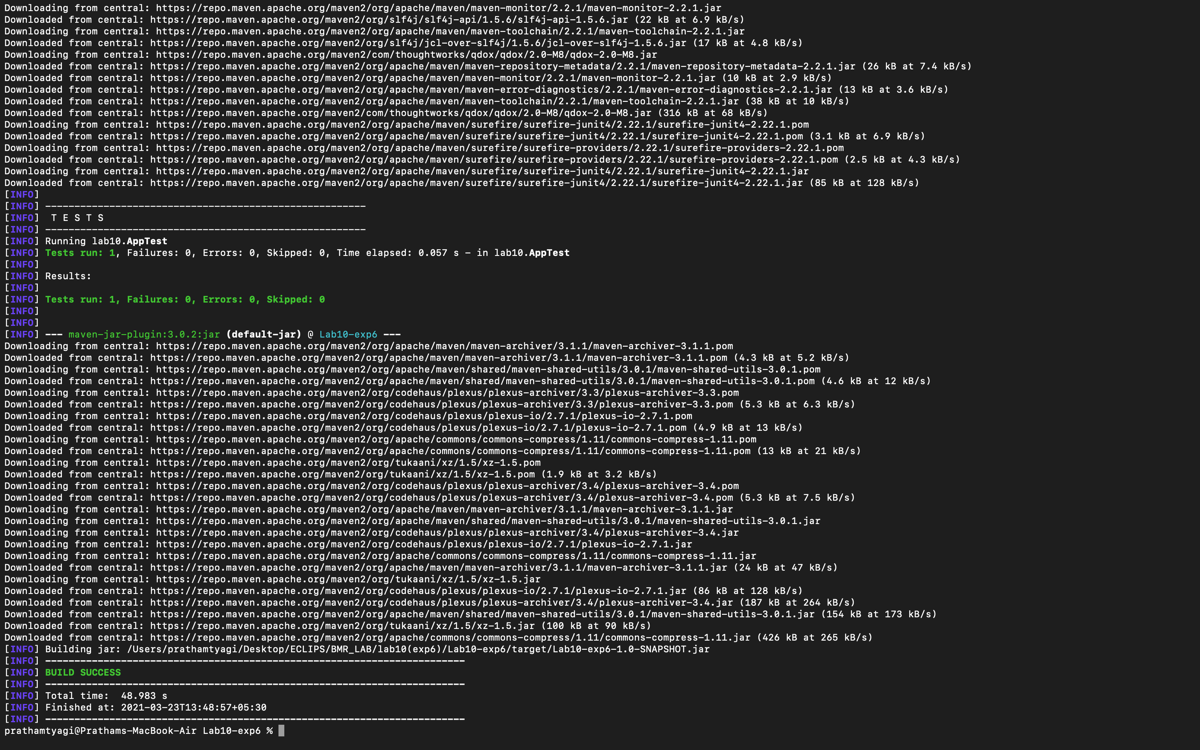 Downloading from central: https://repo.maven.apache.org/maven2/org/apache/maven/maven-monitor/2.2.1/maven-monitor-2.2.1.jar
Downloaded from central: https://repo.maven.apache.org/maven2/org/slf4j/slf4j-api/1.5.6/slf4j-api-1.5.6.jar (22 kB at 6.9 kB/s)
Downloading from central: https://repo.maven.apache.org/maven2/org/apache/maven/maven-toolchain/2.2.1/maven-toolchain-2.2.1.jar
Downloaded from central: https://repo.maven.apache.org/maven2/org/slf4j/jcl-over-slf4j/1.5.6/jcl-over-slf4j-1.5.6.jar (17 kB at 4.8 kB/s)
Downloading from central: https://repo.maven.apache.org/maven2/com/thoughtworks/qdox/qdox/2.0-M8/qdox-2.0-M8.jar
Downloaded from central: https://repo.maven.apache.org/maven2/org/apache/maven/maven-repository-metadata/2.2.1/maven-repository-metadata-2.2.1.jar (26 kB at 7.4 kB/s)
Downloaded from central: https://repo.maven.apache.org/maven2/org/apache/maven/maven-monitor/2.2.1/maven-monitor-2.2.1.jar (10 kB at 2.9 kB/s)
Downloaded from central: https://repo.maven.apache.org/maven2/org/apache/maven/maven-error-diagnostics/2.2.1/maven-error-diagnostics-2.2.1.jar (13 kB at 3.6 kB/s)
Downloaded from central: https://repo.maven.apache.org/maven2/org/apache/maven/maven-toolchain/2.2.1/maven-toolchain-2.2.1.jar (38 kB at 10 kB/s)
Downloaded from central: https://repo.maven.apache.org/maven2/com/thoughtworks/qdox/qdox/2.0-M8/qdox-2.0-M8.jar (316 kB at 68 kB/s)
Downloading from central: https://repo.maven.apache.org/maven2/org/apache/maven/surefire/surefire-junit4/2.22.1/surefire-junit4-2.22.1.pom
Downloaded from central: https://repo.maven.apache.org/maven2/org/apache/maven/surefire/surefire-junit4/2.22.1/surefire-junit4-2.22.1.pom (3.1 kB at 6.9 kB/s)
Downloading from central: https://repo.maven.apache.org/maven2/org/apache/maven/surefire/surefire-providers/2.22.1/surefire-providers-2.22.1.pom
Downloaded from central: https://repo.maven.apache.org/maven2/org/apache/maven/surefire/surefire-providers/2.22.1/surefire-providers-2.22.1.pom (2.5 kB at 4.3 kB/s)
Downloading from central: https://repo.maven.apache.org/maven2/org/apache/maven/surefire/surefire-junit4/2.22.1/surefire-junit4-2.22.1.jar
Downloaded from central: https://repo.maven.apache.org/maven2/org/apache/maven/surefire/surefire-junit4/2.22.1/surefire-junit4-2.22.1.jar (85 kB at 128 kB/s)
[INFO]
[INFO] -------------------------------------------------------
[INFO]  T E S T S
[INFO] -------------------------------------------------------
[INFO] Running lab10.AppTest
[INFO] Tests run: 1, Failures: 0, Errors: 0, Skipped: 0, Time elapsed: 0.057 s - in lab10.AppTest
[INFO]
[INFO] Results:
[INFO]
[INFO] Tests run: 1, Failures: 0, Errors: 0, Skipped: 0
[INFO]
[INFO]
[INFO] --- maven-jar-plugin:3.0.2:jar (default-jar) @ Lab10-exp6 ---
Downloading from central: https://repo.maven.apache.org/maven2/org/apache/maven/maven-archiver/3.1.1/maven-archiver-3.1.1.pom
Downloaded from central: https://repo.maven.apache.org/maven2/org/apache/maven/maven-archiver/3.1.1/maven-archiver-3.1.1.pom (4.3 kB at 5.2 kB/s)
Downloading from central: https://repo.maven.apache.org/maven2/org/apache/maven/shared/maven-shared-utils/3.0.1/maven-shared-utils-3.0.1.pom
Downloaded from central: https://repo.maven.apache.org/maven2/org/apache/maven/shared/maven-shared-utils/3.0.1/maven-shared-utils-3.0.1.pom (4.6 kB at 12 kB/s)
Downloading from central: https://repo.maven.apache.org/maven2/org/codehaus/plexus/plexus-archiver/3.3/plexus-archiver-3.3.pom
Downloaded from central: https://repo.maven.apache.org/maven2/org/codehaus/plexus/plexus-archiver/3.3/plexus-archiver-3.3.pom (5.3 kB at 6.3 kB/s)
Downloading from central: https://repo.maven.apache.org/maven2/org/codehaus/plexus/plexus-io/2.7.1/plexus-io-2.7.1.pom
Downloaded from central: https://repo.maven.apache.org/maven2/org/codehaus/plexus/plexus-io/2.7.1/plexus-io-2.7.1.pom (4.9 kB at 13 kB/s)
Downloading from central: https://repo.maven.apache.org/maven2/org/apache/commons/commons-compress/1.11/commons-compress-1.11.pom
Downloaded from central: https://repo.maven.apache.org/maven2/org/apache/commons/commons-compress/1.11/commons-compress-1.11.pom (13 kB at 21 kB/s)
Downloading from central: https://repo.maven.apache.org/maven2/org/tukaani/xz/1.5/xz-1.5.pom
Downloaded from central: https://repo.maven.apache.org/maven2/org/tukaani/xz/1.5/xz-1.5.pom (1.9 kB at 3.2 kB/s)
Downloading from central: https://repo.maven.apache.org/maven2/org/codehaus/plexus/plexus-archiver/3.4/plexus-archiver-3.4.pom
Downloaded from central: https://repo.maven.apache.org/maven2/org/codehaus/plexus/plexus-archiver/3.4/plexus-archiver-3.4.pom (5.3 kB at 7.5 kB/s)
Downloading from central: https://repo.maven.apache.org/maven2/org/apache/maven/maven-archiver/3.1.1/maven-archiver-3.1.1.jar
Downloading from central: https://repo.maven.apache.org/maven2/org/apache/maven/shared/maven-shared-utils/3.0.1/maven-shared-utils-3.0.1.jar
Downloading from central: https://repo.maven.apache.org/maven2/org/codehaus/plexus/plexus-archiver/3.4/plexus-archiver-3.4.jar
Downloading from central: https://repo.maven.apache.org/maven2/org/codehaus/plexus/plexus-io/2.7.1/plexus-io-2.7.1.jar
Downloading from central: https://repo.maven.apache.org/maven2/org/apache/commons/commons-compress/1.11/commons-compress-1.11.jar
Downloaded from central: https://repo.maven.apache.org/maven2/org/apache/maven/maven-archiver/3.1.1/maven-archiver-3.1.1.jar (24 kB at 47 kB/s)
Downloading from central: https://repo.maven.apache.org/maven2/org/tukaani/xz/1.5/xz-1.5.jar
Downloaded from central: https://repo.maven.apache.org/maven2/org/codehaus/plexus/plexus-io/2.7.1/plexus-io-2.7.1.jar (86 kB at 128 kB/s)
Downloaded from central: https://repo.maven.apache.org/maven2/org/codehaus/plexus/plexus-archiver/3.4/plexus-archiver-3.4.jar (187 kB at 264 kB/s)
Downloaded from central: https://repo.maven.apache.org/maven2/org/apache/maven/shared/maven-shared-utils/3.0.1/maven-shared-utils-3.0.1.jar (154 kB at 173 kB/s)
Downloaded from central: https://repo.maven.apache.org/maven2/org/tukaani/xz/1.5/xz-1.5.jar (100 kB at 90 kB/s)
Downloaded from central: https://repo.maven.apache.org/maven2/org/apache/commons/commons-compress/1.11/commons-compress-1.11.jar (426 kB at 265 kB/s)
[INFO] Building jar: /Users/prathamtyagi/Desktop/ECLIPS/BMR_LAB/lab10(exp6)/Lab10-exp6/target/Lab10-exp6-1.0-SNAPSHOT.jar
[INFO] ------------------------------------------------------------------------
[INFO] BUILD SUCCESS
[INFO] ------------------------------------------------------------------------
[INFO] Total time:  48.983 s
[INFO] Finished at: 2021-03-23T13:48:57+05:30
[INFO] ------------------------------------------------------------------------
prathamtyagi@Prathams-MacBook-Air Lab10-exp6 %